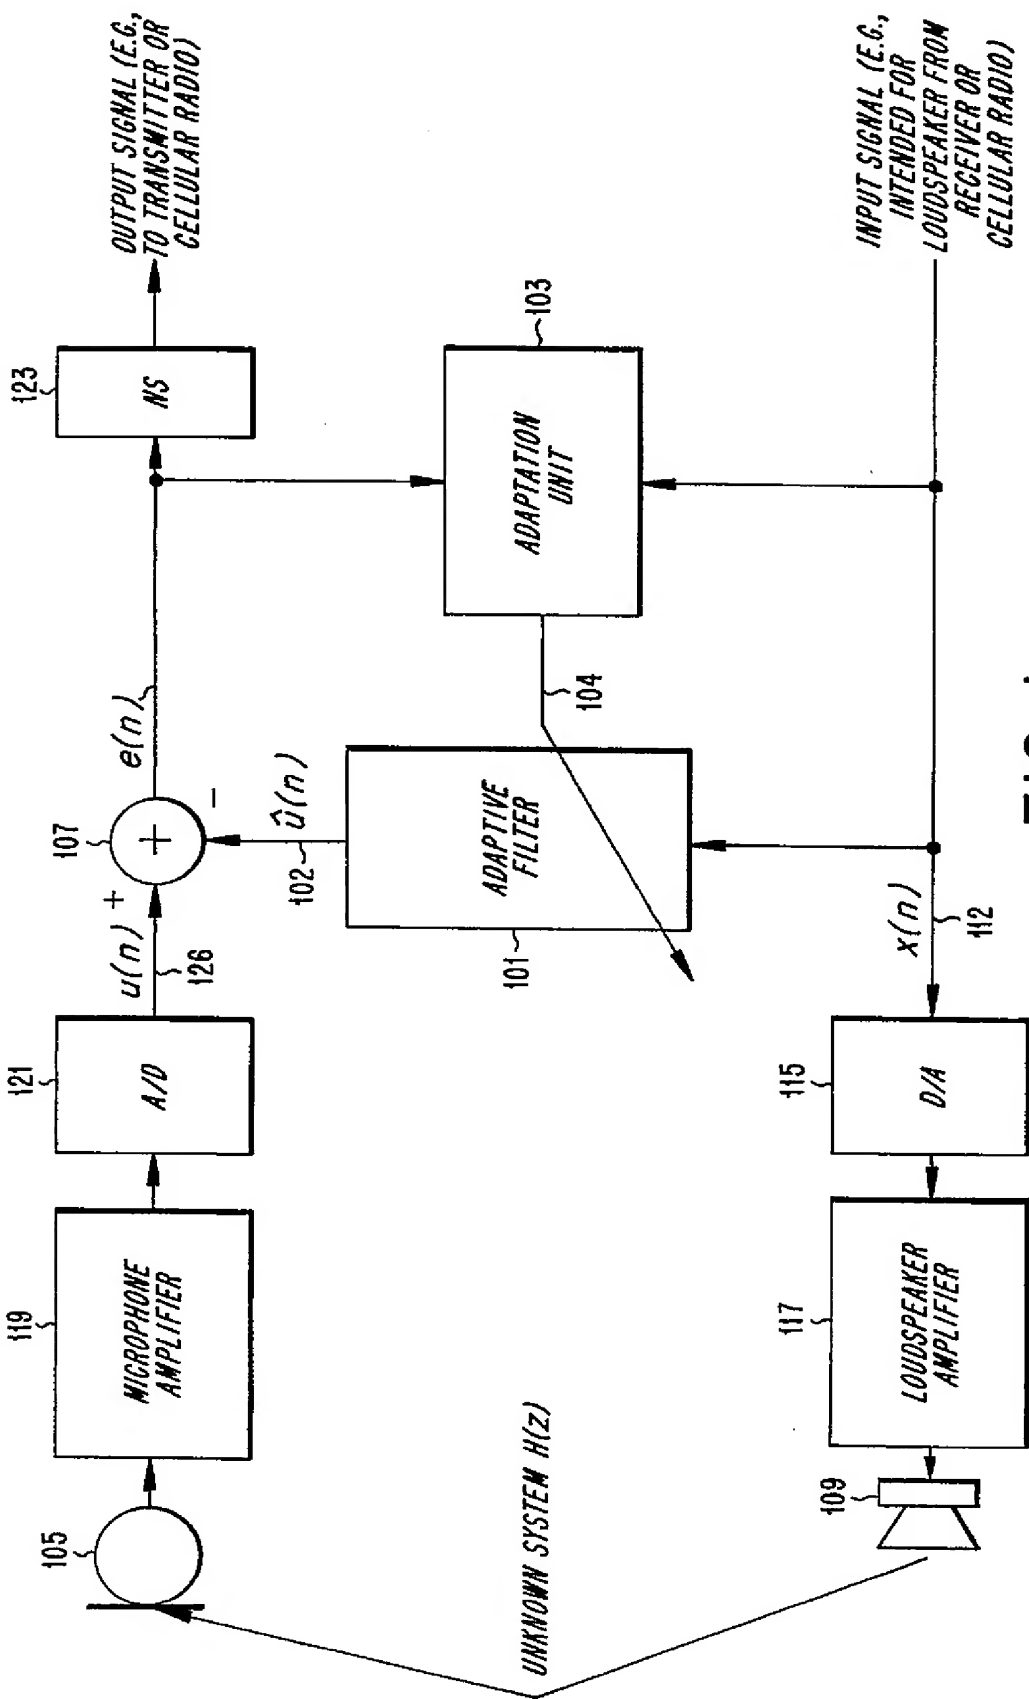 105
119
MICROPHONE
AMPLIFIER
121
A/D
u(n)
126
+
107
+
-
e(n)
123
NS
OUTPUT SIGNAL (E.G.,
TO TRANSMITTER OR
CELLULAR RADIO)
UNKNOWN SYSTEM H(z)
102
û(n)
101
ADAPTIVE
FILTER
104
103
ADAPTATION
UNIT
109
117
LOUDSPEAKER
AMPLIFIER
115
D/A
x(n)
112
INPUT SIGNAL (E.G.,
INTENDED FOR
LOUDSPEAKER FROM
RECEIVER OR
CELLULAR RADIO)